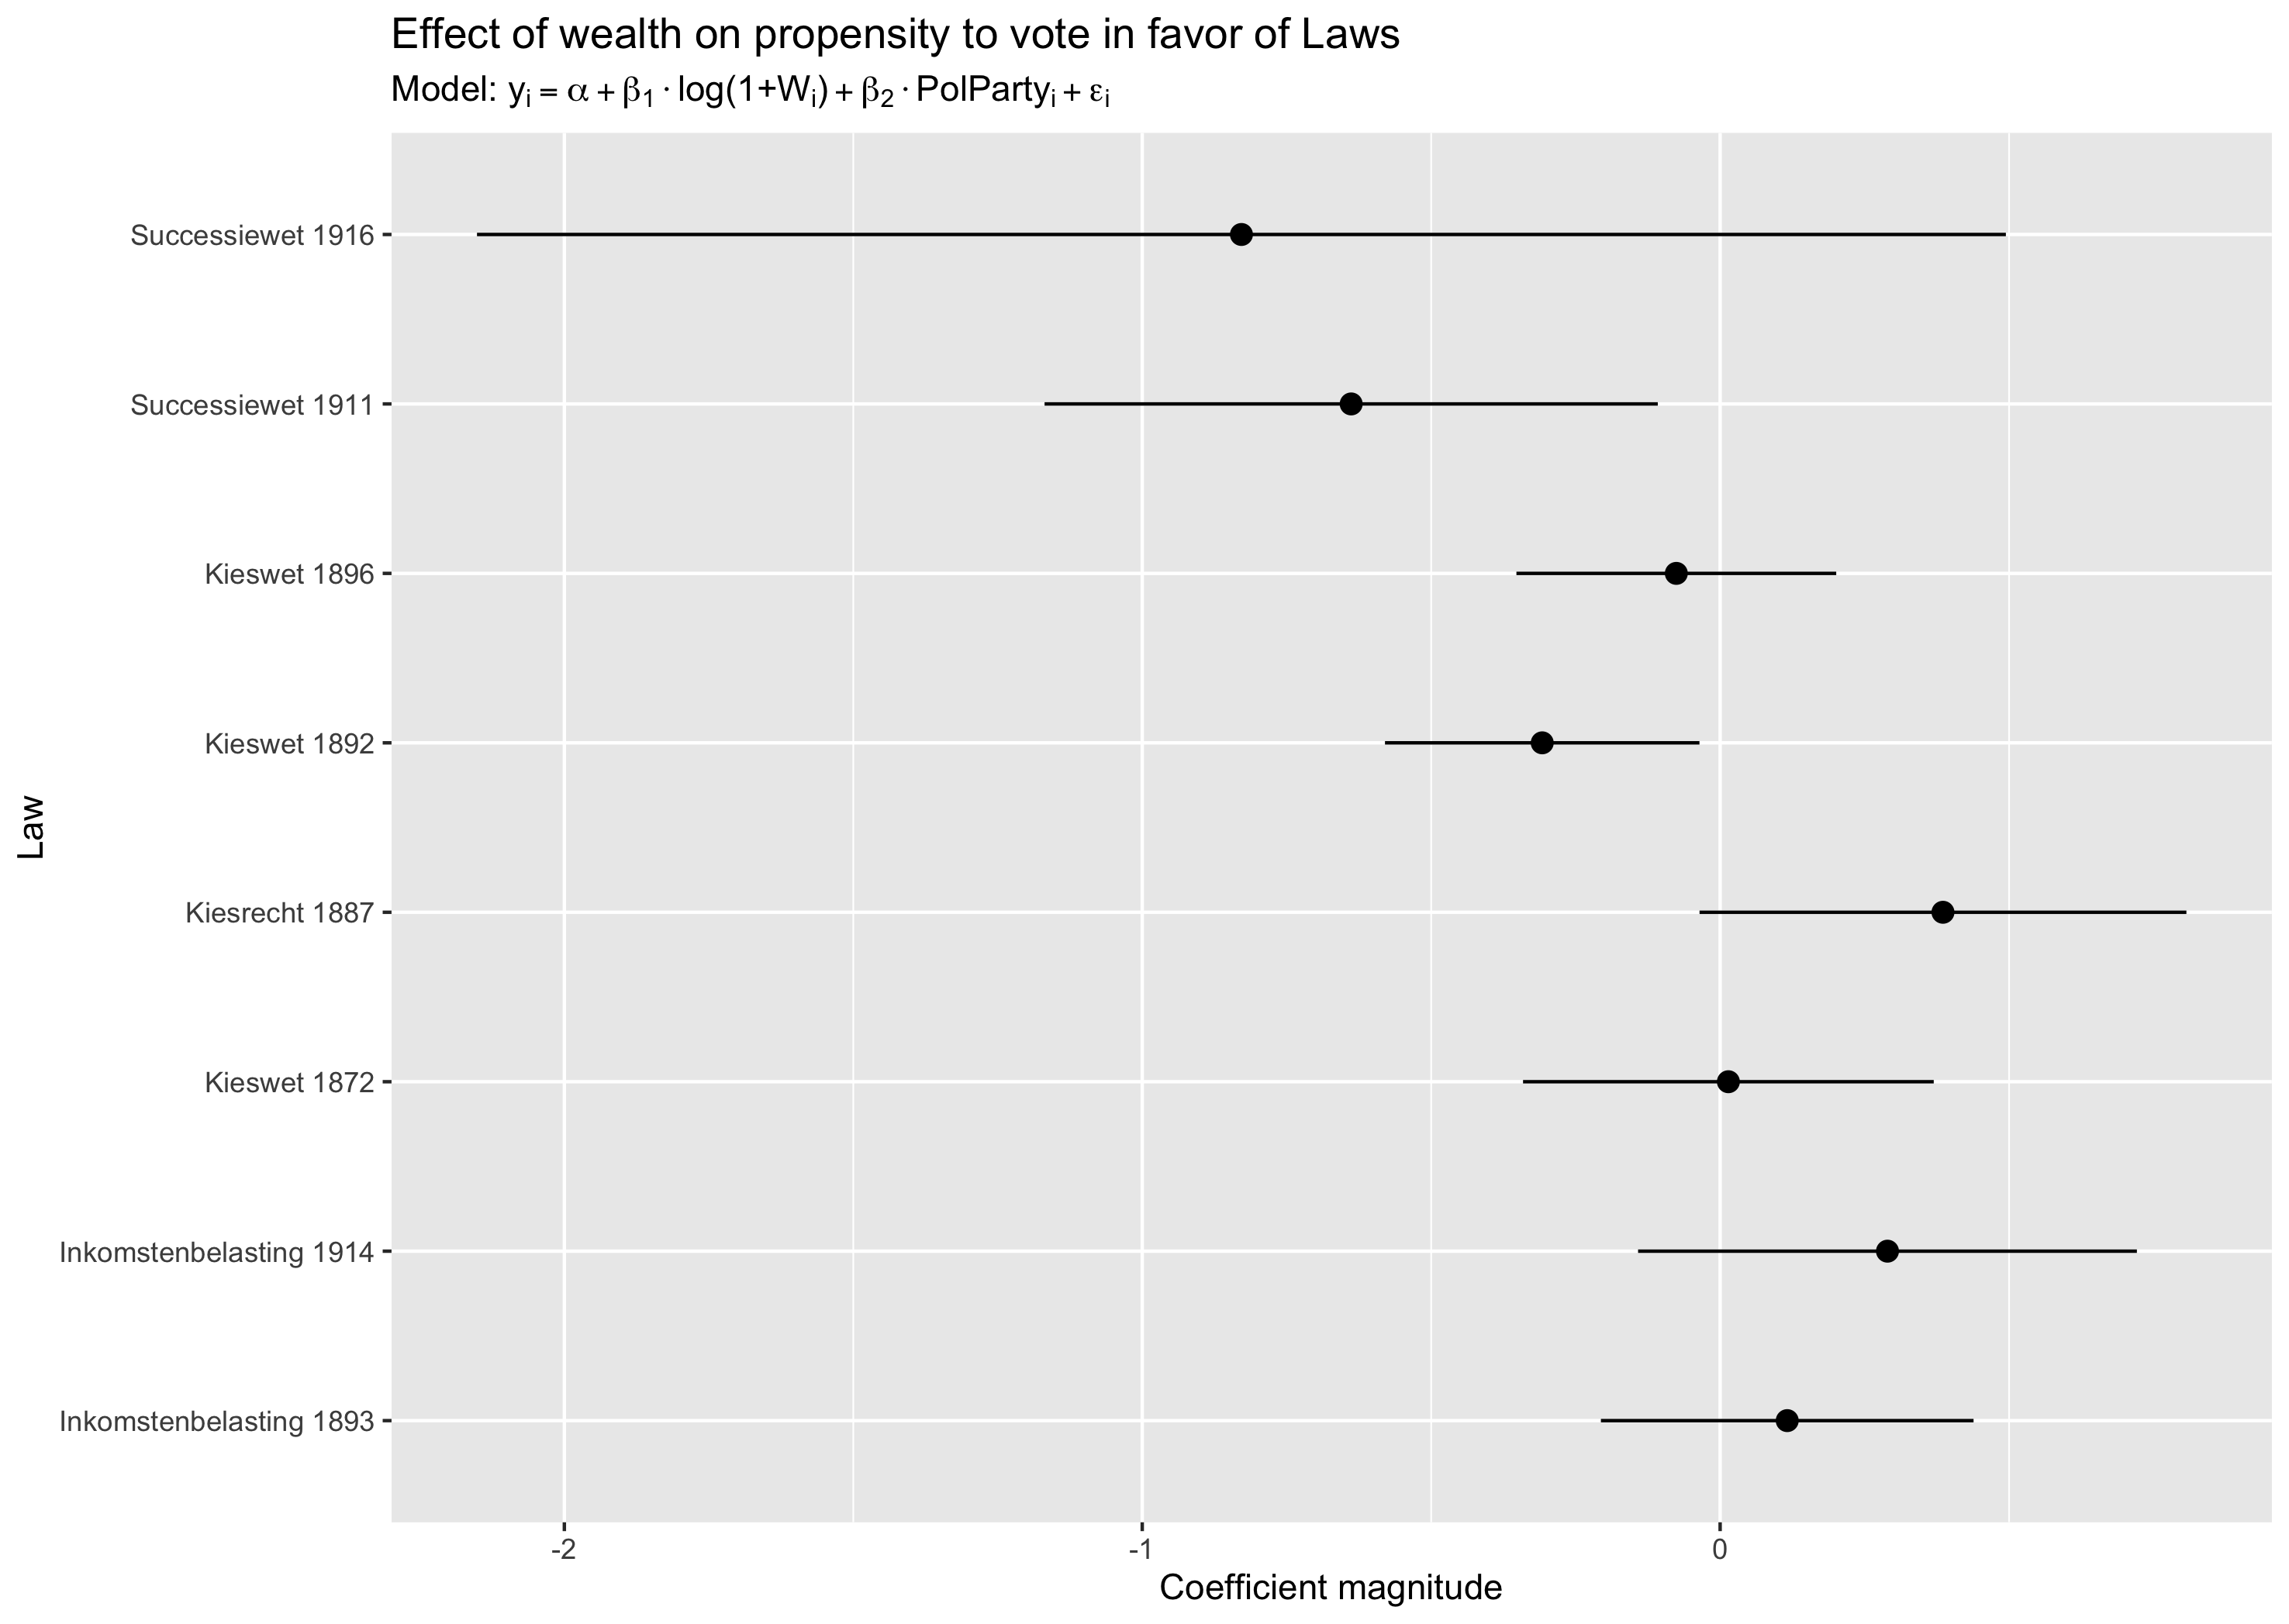 Effect of wealth on propensity to vote in favor of Laws
Model: yᵢ = α + β₁ · log(1+Wᵢ) + β₂ · PolPartyᵢ + εᵢ
Successiewet 1916
Successiewet 1911
Kieswet 1896
Kieswet 1892
Kiesrecht 1887
Kieswet 1872
Inkomstenbelasting 1914
Inkomstenbelasting 1893
Law
-2 -1 0
Coefficient magnitude